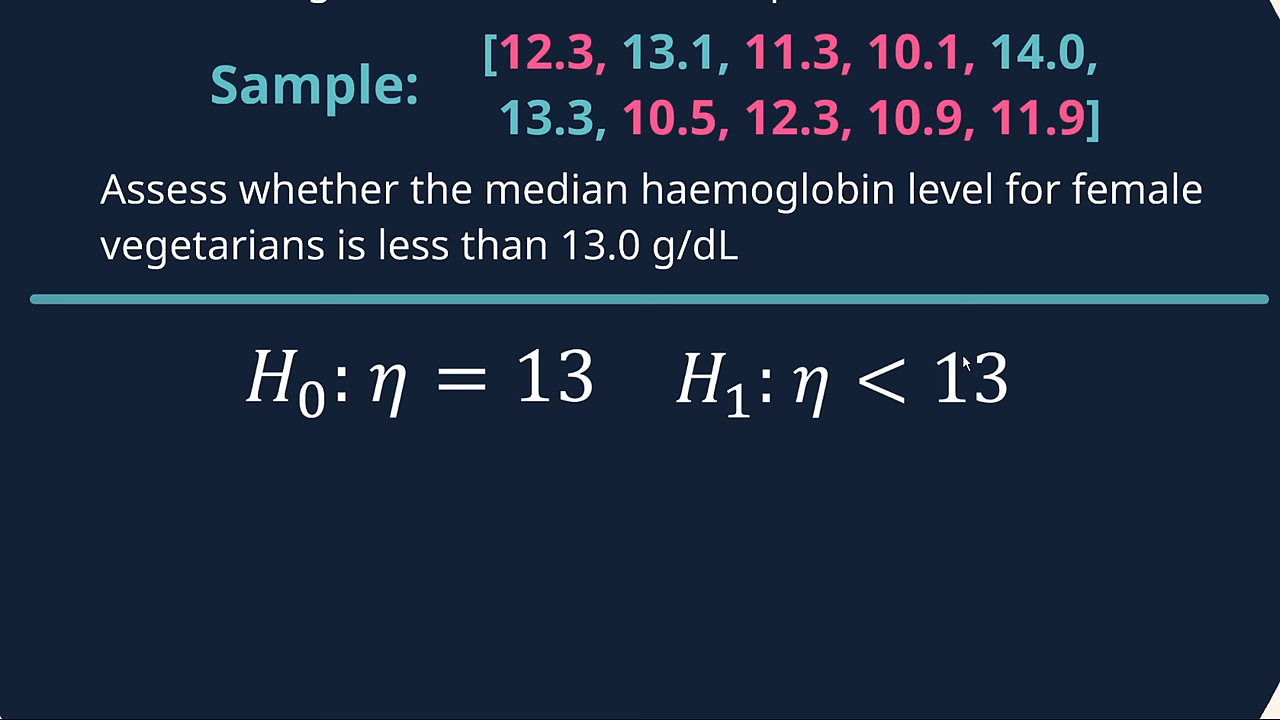 Sample:
[12.3, 13.1, 11.3, 10.1, 14.0,
13.3, 10.5, 12.3, 10.9, 11.9]
Assess whether the median haemoglobin level for female
vegetarians is less than 13.0 g/dL
H₀: η = 13 H₁: η < 13